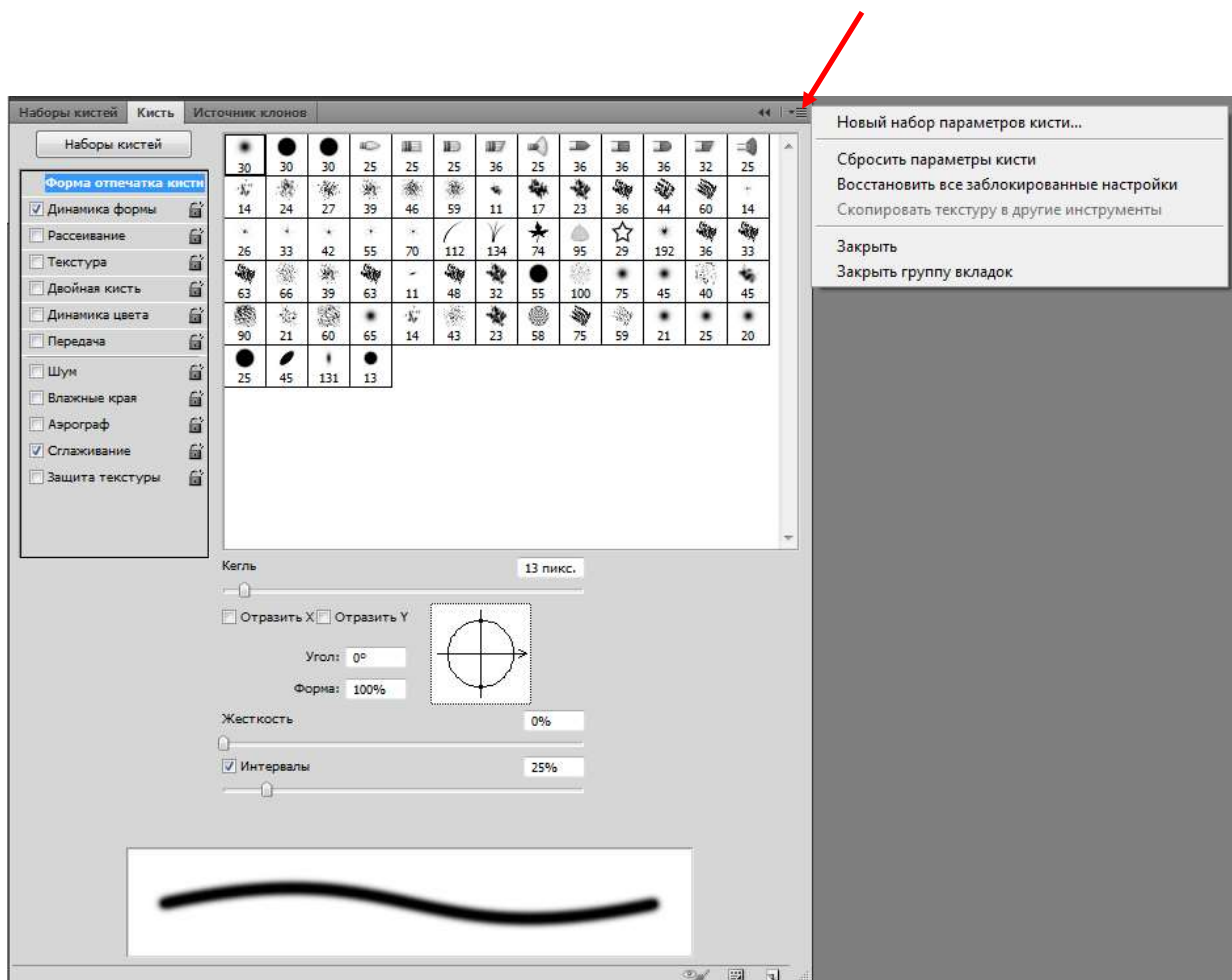 Наборы кистей Кисть Источник клонов
Наборы кистей
Форма отпечатка кисти
Динамика формы
Рассеивание
Текстура
Двойная кисть
Динамика цвета
Передача
Шум
Влажные края
Аэрограф
Сглаживание
Защита текстуры
30 30 30 25 25 25 36 25 36 36 36 32 25
14 24 27 39 46 59 11 17 23 36 44 60 14
26 33 42 55 70 112 134 74 95 29 192 36 33
63 66 39 63 11 48 32 55 100 75 45 40 45
90 21 60 65 14 43 23 58 75 59 21 25 20
25 45 131 13
Кегль 13 пикс.
Отразить X Отразить Y
Угол: 0º
Форма: 100%
Жесткость 0%
Интервалы 25%
Новый набор параметров кисти...
Сбросить параметры кисти
Восстановить все заблокированные настройки
Скопировать текстуру в другие инструменты
Закрыть
Закрыть группу вкладок